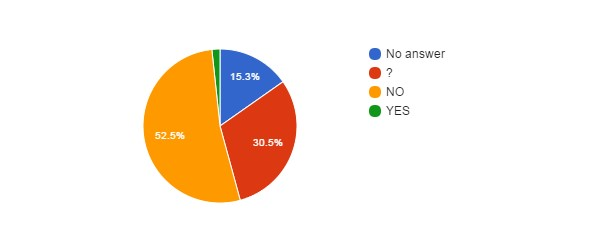 15.3%
30.5%
52.5%
No answer
?
NO
YES